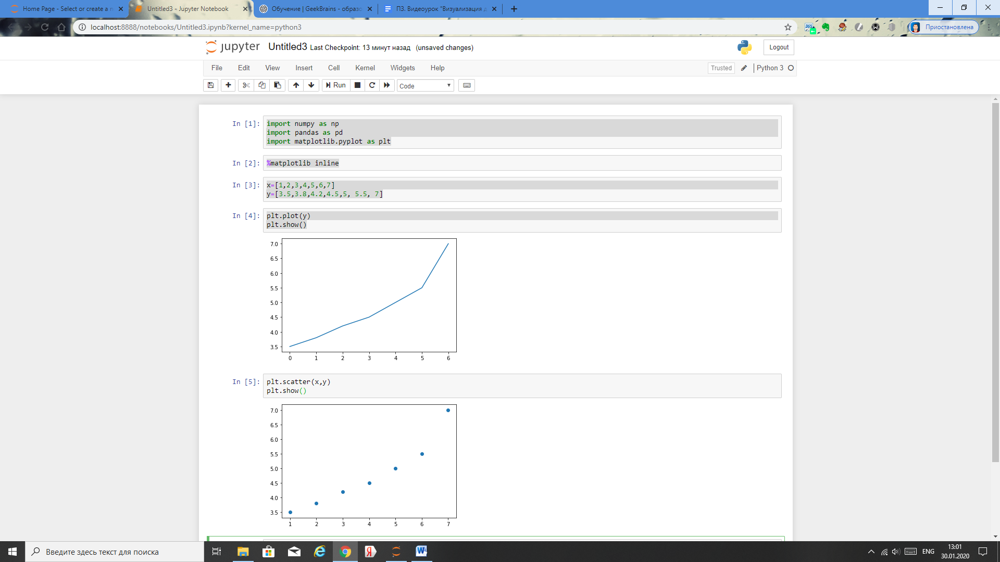 Home Page - Select or create a n
Untitled3 - Jupyter Notebook
Обучение | GeekBrains - образо
ПЗ. Видеоурок "Визуализация д
localhost:8888/notebooks/Untitled3.ipynb?kernel_name=python3
365
Приостановлена
jupyter Untitled3 Last Checkpoint: 13 минут назад (unsaved changes)
Logout
File Edit View Insert Cell Kernel Widgets Help
Trusted
Python 3
Run
Code
In [1]: import numpy as np
import pandas as pd
import matplotlib.pyplot as plt
In [2]: %matplotlib inline
In [3]: x=[1,2,3,4,5,6,7]
y=[3.5,3.8,4.2,4.5,5, 5.5, 7]
In [4]: plt.plot(y)
plt.show()
7.0
6.5
6.0
5.5
5.0
4.5
4.0
3.5
0 1 2 3 4 5 6
In [5]: plt.scatter(x,y)
plt.show()
7.0
6.5
6.0
5.5
5.0
4.5
4.0
3.5
1 2 3 4 5 6 7
Введите здесь текст для поиска
ENG
13:01
30.01.2020